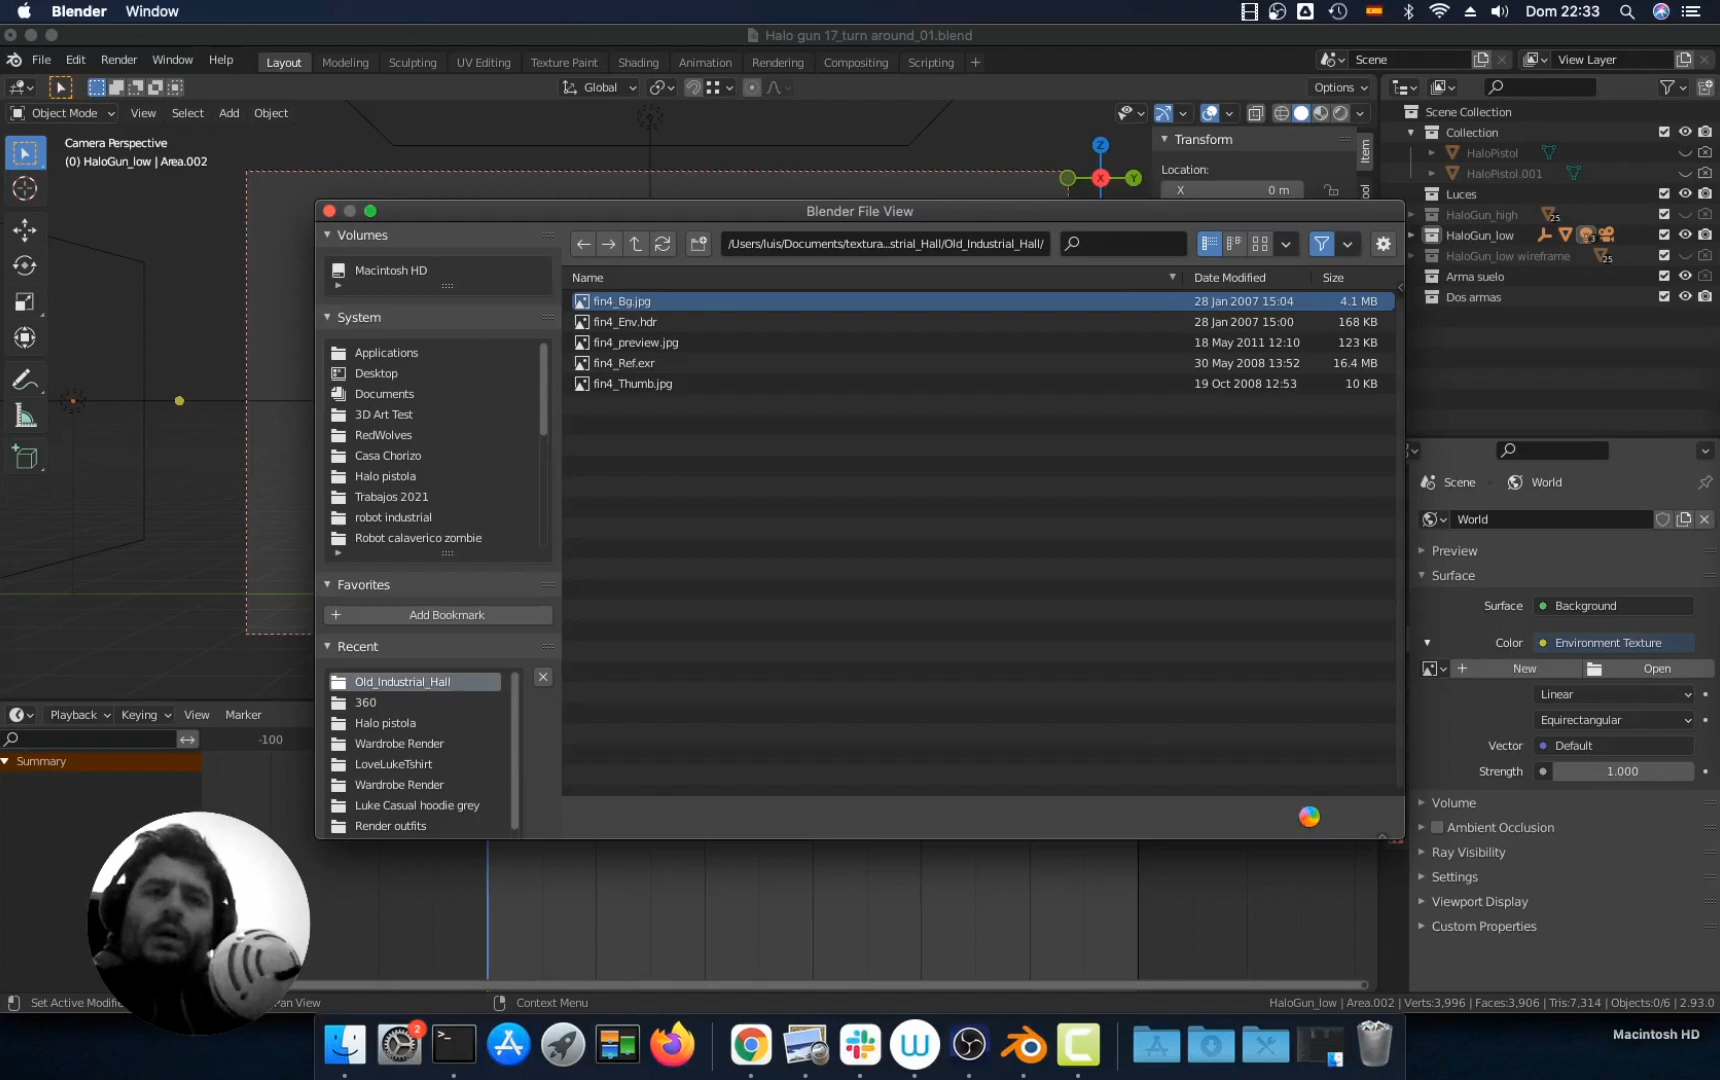 Blender Window
Dom 22:33
Halo gun 17_turn around_01.blend
File Edit Render Window Help
Layout Modeling Sculpting UV Editing Texture Paint Shading Animation Rendering Compositing Scripting +
Scene
View Layer
Global
Options
Object Mode View Select Add Object
Camera Perspective
(0) HaloGun_low | Area.002
Z
X
Y
Transform
Location:
X 0 m
Item
Scene Collection
Collection
HaloPistol
HaloPistol.001
Luces
HaloGun_high 25
HaloGun_low 3
HaloGun_low wireframe 25
Arma suelo
Dos armas
Blender File View
Volumes
Macintosh HD
System
Applications
Desktop
Documents
3D Art Test
RedWolves
Casa Chorizo
Halo pistola
Trabajos 2021
robot industrial
Robot calaverico zombie
Favorites
+ Add Bookmark
Recent
Old_Industrial_Hall
360
Halo pistola
Wardrobe Render
LoveLukeTshirt
Wardrobe Render
Luke Casual hoodie grey
Render outfits
/Users/luis/Documents/textura...strial_Hall/Old_Industrial_Hall/
Name Date Modified Size
fin4_Bg.jpg 28 Jan 2007 15:04 4.1 MB
fin4_Env.hdr 28 Jan 2007 15:00 168 KB
fin4_preview.jpg 18 May 2011 12:10 123 KB
fin4_Ref.exr 30 May 2008 13:52 16.4 MB
fin4_Thumb.jpg 19 Oct 2008 12:53 10 KB
Scene World
World
Preview
Surface
Surface Background
Color Environment Texture
+ New Open
Linear
Equirectangular
Vector Default
Strength 1.000
Volume
Ambient Occlusion
Ray Visibility
Settings
Viewport Display
Custom Properties
Playback Keying View Marker
-100
Summary
Set Active Modifi
Pan View
Context Menu
HaloGun_low | Area.002 | Verts:3,996 | Faces:3,906 | Tris:7,314 | Objects:0/6 | 2.93.0
2
Macintosh HD